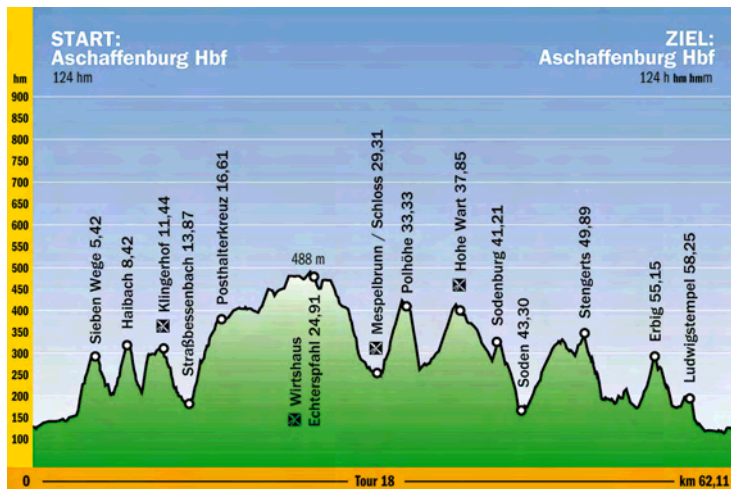 START:
Aschaffenburg Hbf
124 hm
ZIEL:
Aschaffenburg Hbf
124 h hm hmm
hm
900
800
700
650
600
550
500
450
400
350
300
250
200
150
100
Sieben Wege 5,42
Haibach 8,42
Klingerhof 11,44
Straßbessenbach 13,87
Posthalterkreuz 16,61
488 m
Wirtshaus
Echterspfahl 24,91
Mespelbrunn / Schloss 29,31
Polhöhe 33,33
Hohe Wart 37,85
Sodenburg 41,21
Soden 43,30
Stengerts 49,89
Erbig 55,15
Ludwigstempel 58,25
0
Tour 18
km 62,11